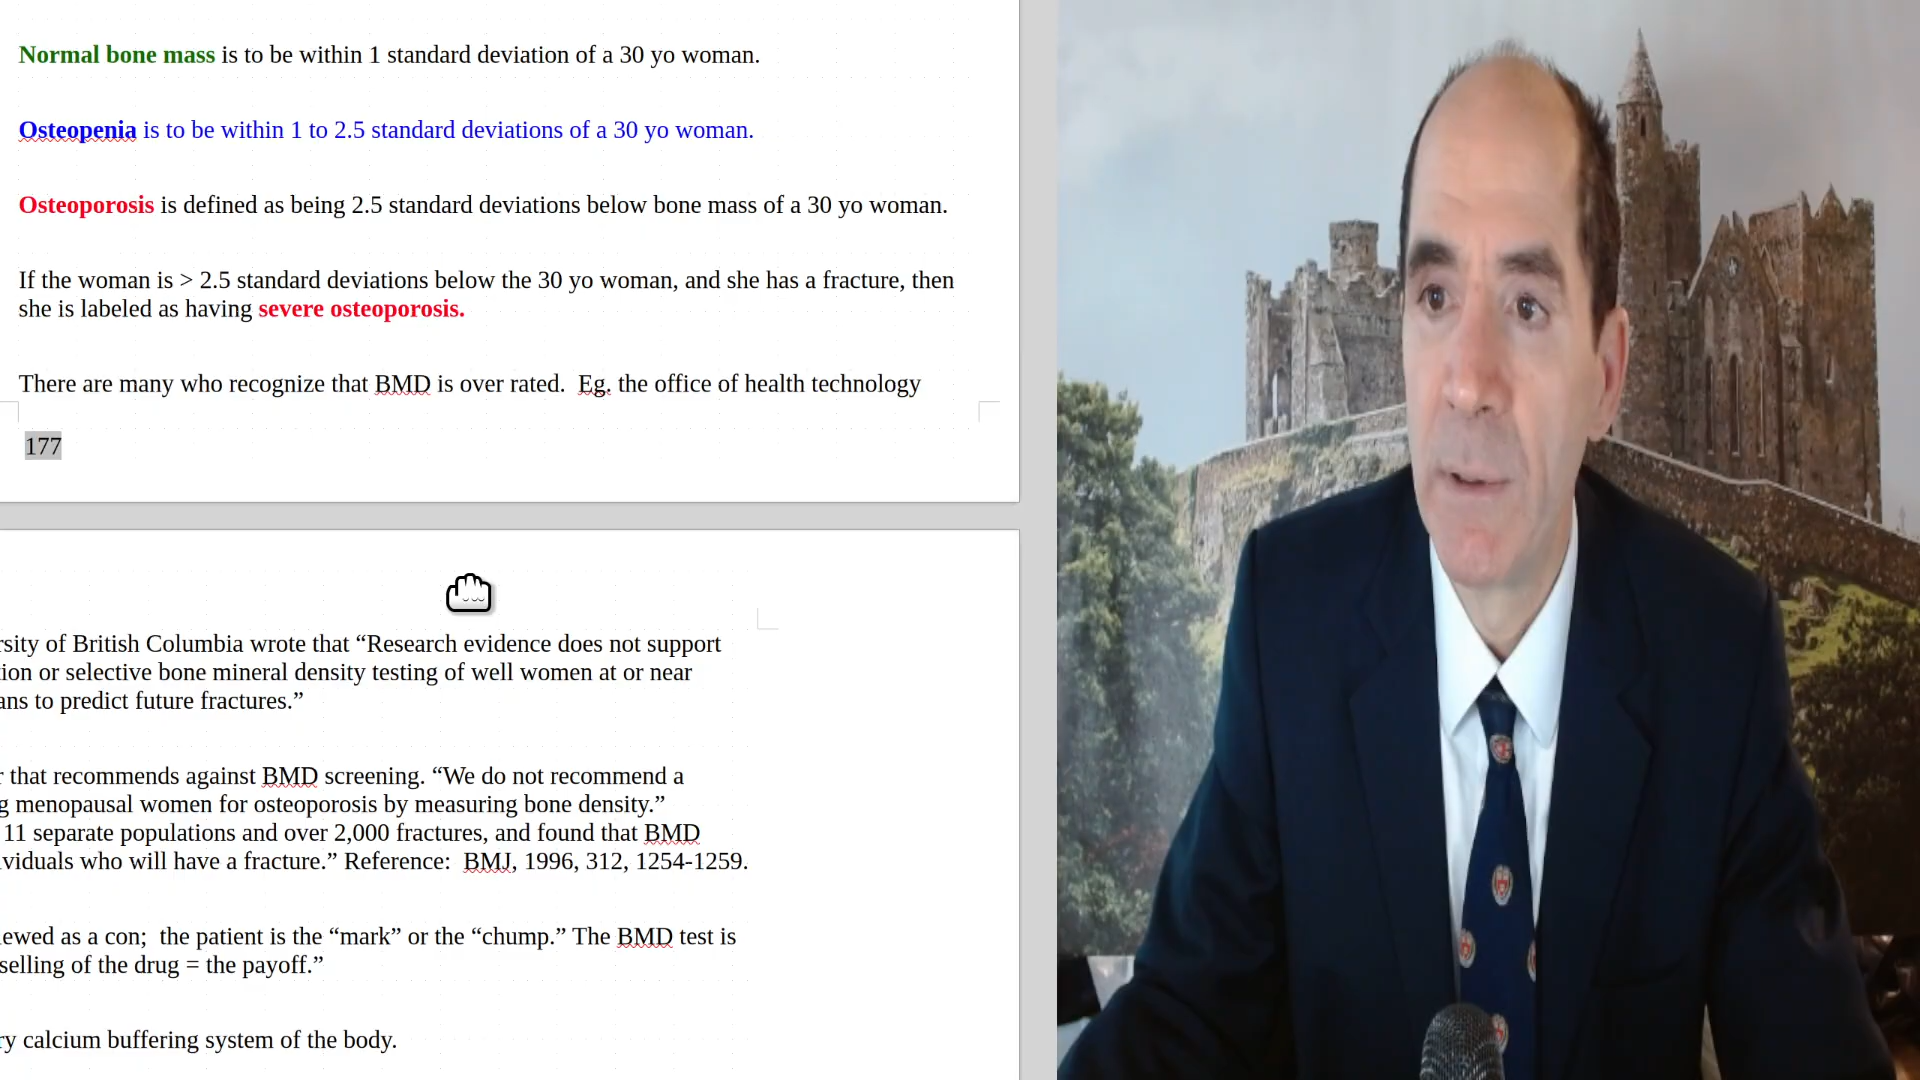 Normal bone mass is to be within 1 standard deviation of a 30 yo woman.
Osteopenia is to be within 1 to 2.5 standard deviations of a 30 yo woman.
Osteoporosis is defined as being 2.5 standard deviations below bone mass of a 30 yo woman.
If the woman is > 2.5 standard deviations below the 30 yo woman, and she has a fracture, then
she is labeled as having severe osteoporosis.
There are many who recognize that BMD is over rated.  Eg. the office of health technology
177
rsity of British Columbia wrote that “Research evidence does not support
ion or selective bone mineral density testing of well women at or near
ans to predict future fractures.”
r that recommends against BMD screening. “We do not recommend a
g menopausal women for osteoporosis by measuring bone density.”
11 separate populations and over 2,000 fractures, and found that BMD
ividuals who will have a fracture.” Reference:  BMJ, 1996, 312, 1254-1259.
iewed as a con;  the patient is the “mark” or the “chump.” The BMD test is
selling of the drug = the payoff.”
ry calcium buffering system of the body.